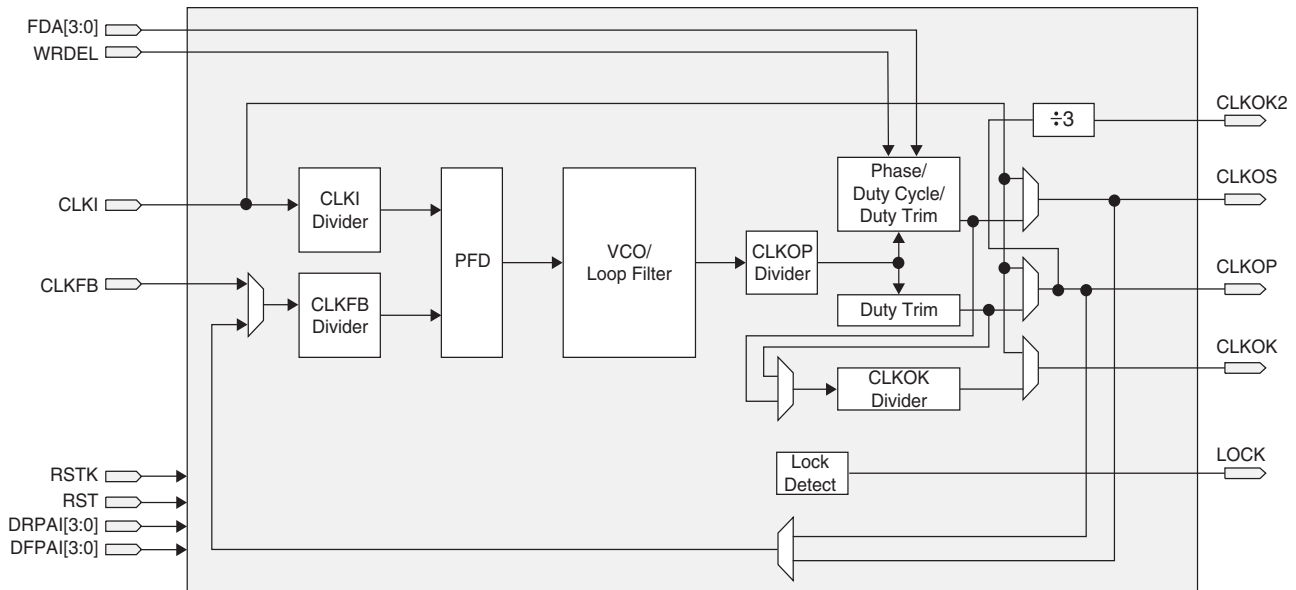 FDA[3:0]
WRDEL
CLKI
CLKFB
RSTK
RST
DRPAI[3:0]
DFPAI[3:0]
CLKI
Divider
CLKFB
Divider
PFD
VCO/
Loop Filter
CLKOP
Divider
Phase/
Duty Cycle/
Duty Trim
Duty Trim
CLKOK
Divider
Lock
Detect
÷3
CLKOK2
CLKOS
CLKOP
CLKOK
LOCK